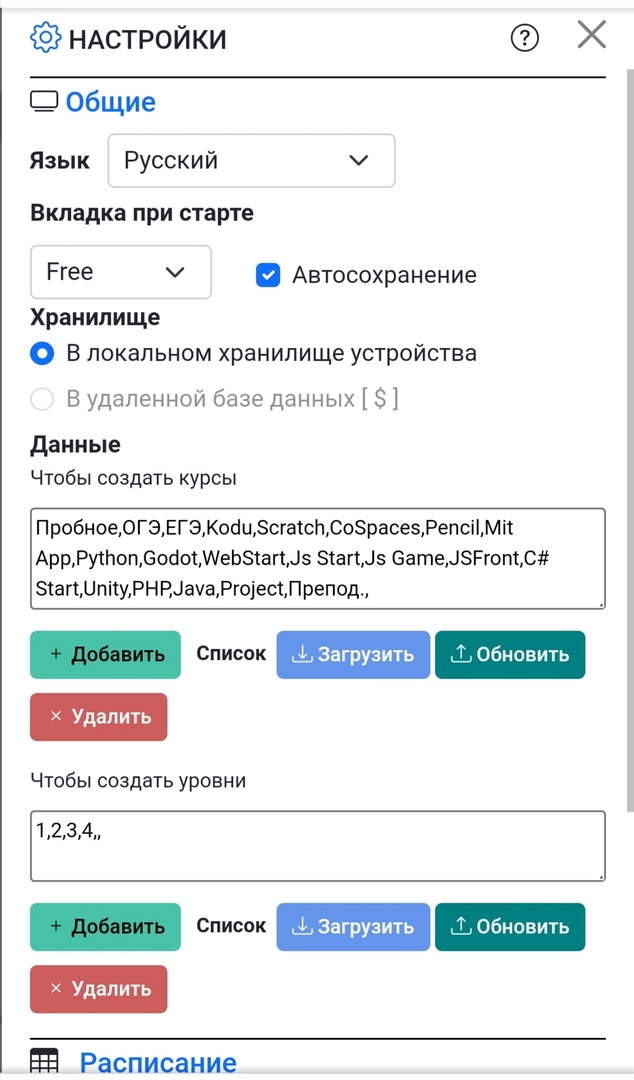 НАСТРОЙКИ
Общие
Язык Русский
Вкладка при старте
Free Автосохранение
Хранилище
В локальном хранилище устройства
В удаленной базе данных [ $ ]
Данные
Чтобы создать курсы
Пробное,ОГЭ,ЕГЭ,Kodu,Scratch,CoSpaces,Pencil,Mit
App,Python,Godot,WebStart,Js Start,Js Game,JSFront,C#
Start,Unity,PHP,Java,Project,Препод.,
+ Добавить Список Загрузить Обновить
× Удалить
Чтобы создать уровни
1,2,3,4,,
+ Добавить Список Загрузить Обновить
× Удалить
Расписание